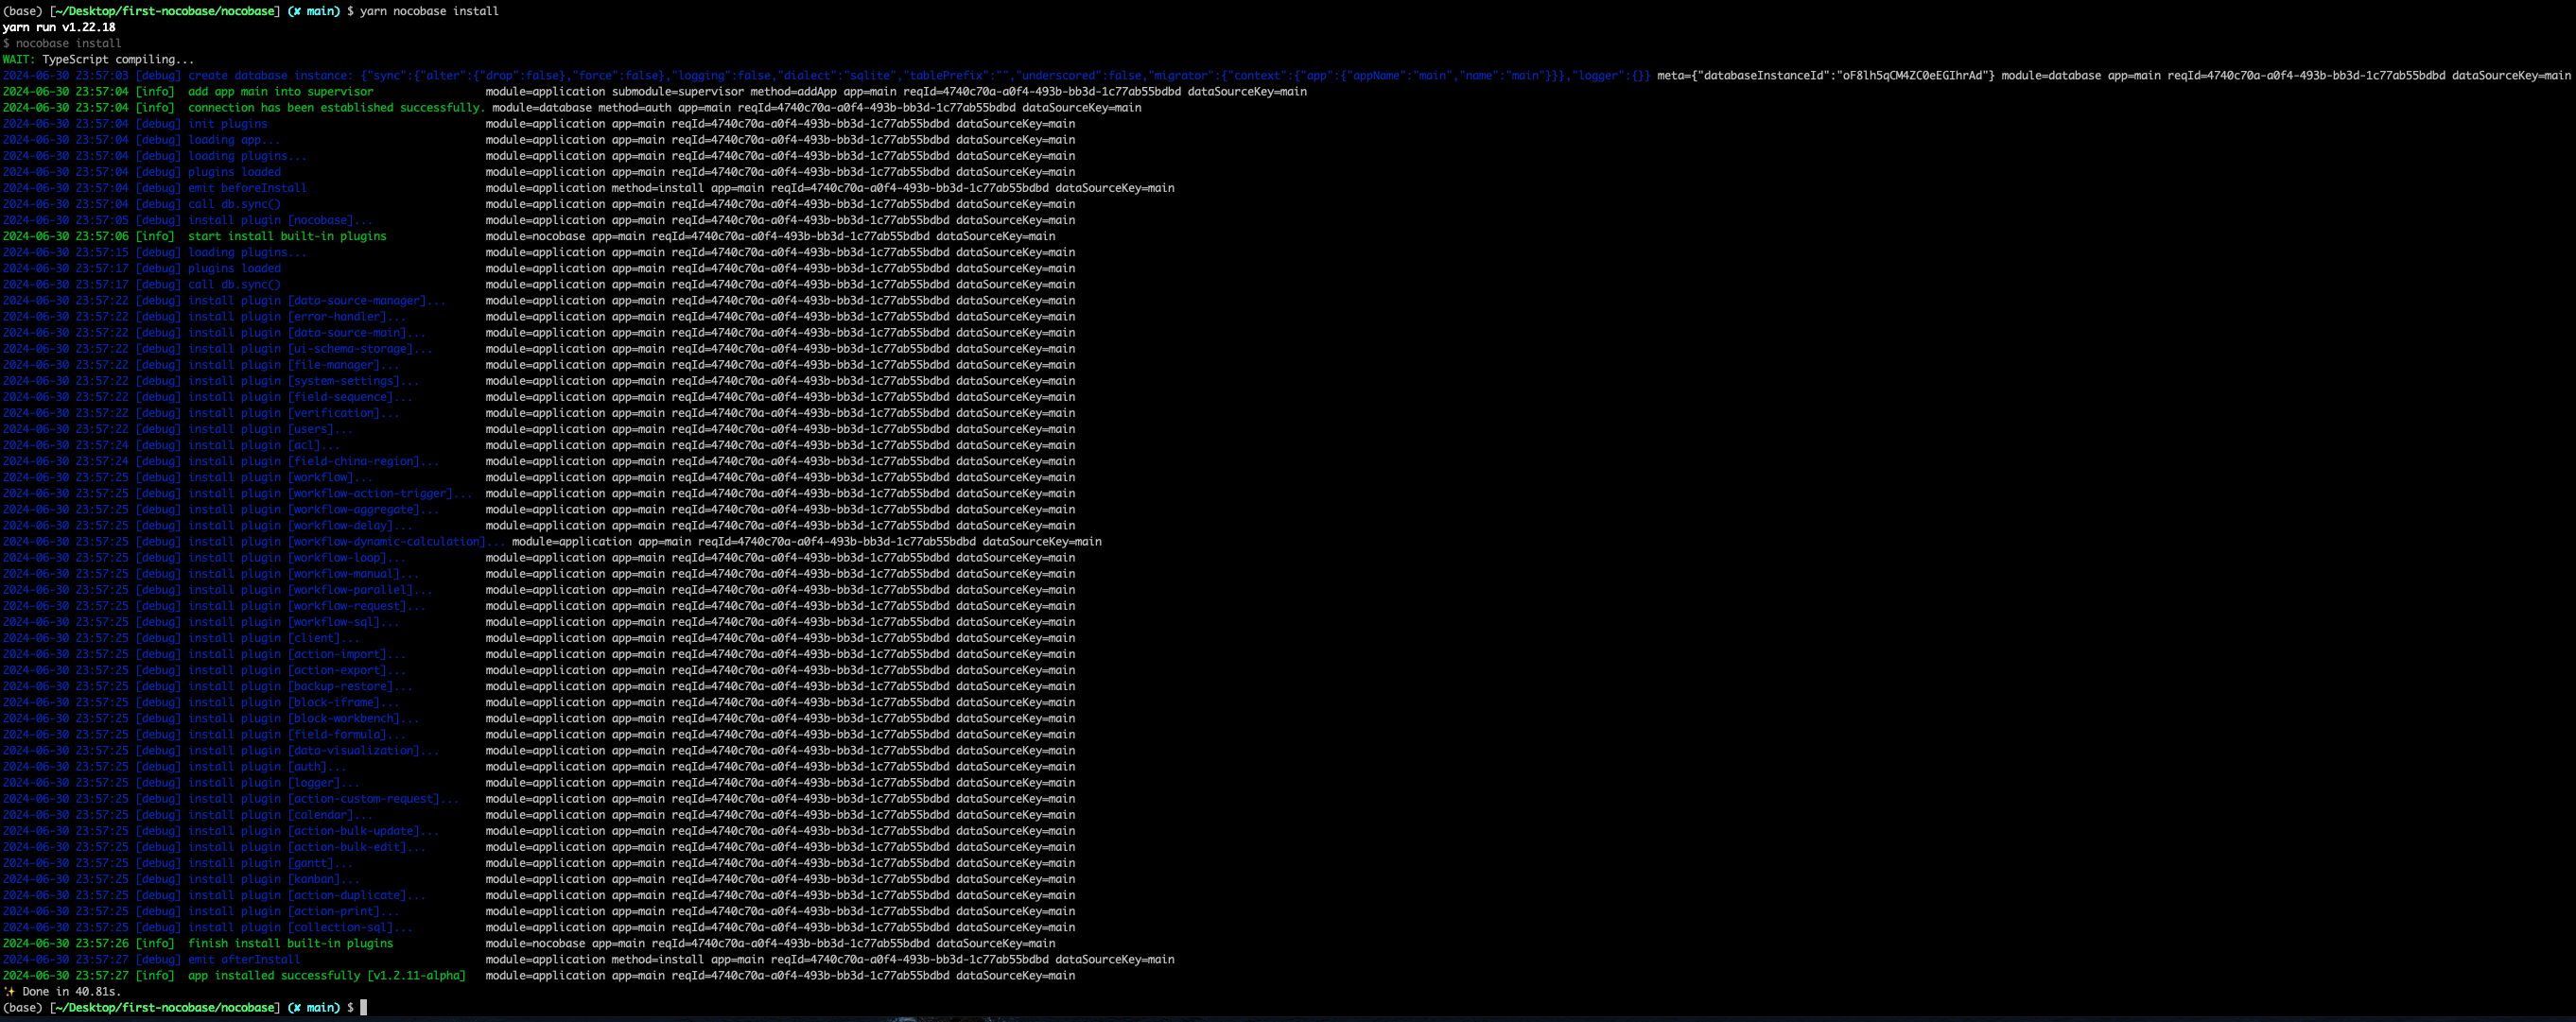 (base) [~/Desktop/first-nocobase/nocobase] (✘ main) $ yarn nocobase install
yarn run v1.22.18
$ nocobase install
WAIT: TypeScript compiling...
2024-06-30 23:57:03 [debug] create database instance: {"sync":{"alter":{"drop":false},"force":false},"logging":false,"dialect":"sqlite","tablePrefix":"","underscored":false,"migrator":{"context":{"app":{"appName":"main","name":"main"}}},"logger":{}} meta={"databaseInstanceId":"oF8lh5qCM4ZC0eEGIhrAd"} module=database app=main reqId=4740c70a-a0f4-493b-bb3d-1c77ab55bdbd dataSourceKey=main
2024-06-30 23:57:04 [info]  add app main into supervisor module=application submodule=supervisor method=addApp app=main reqId=4740c70a-a0f4-493b-bb3d-1c77ab55bdbd dataSourceKey=main
2024-06-30 23:57:04 [info]  connection has been established successfully. module=database method=auth app=main reqId=4740c70a-a0f4-493b-bb3d-1c77ab55bdbd dataSourceKey=main
2024-06-30 23:57:04 [debug] init plugins module=application app=main reqId=4740c70a-a0f4-493b-bb3d-1c77ab55bdbd dataSourceKey=main
2024-06-30 23:57:04 [debug] loading app... module=application app=main reqId=4740c70a-a0f4-493b-bb3d-1c77ab55bdbd dataSourceKey=main
2024-06-30 23:57:04 [debug] loading plugins... module=application app=main reqId=4740c70a-a0f4-493b-bb3d-1c77ab55bdbd dataSourceKey=main
2024-06-30 23:57:04 [debug] plugins loaded module=application app=main reqId=4740c70a-a0f4-493b-bb3d-1c77ab55bdbd dataSourceKey=main
2024-06-30 23:57:04 [debug] emit beforeInstall module=application method=install app=main reqId=4740c70a-a0f4-493b-bb3d-1c77ab55bdbd dataSourceKey=main
2024-06-30 23:57:04 [debug] call db.sync() module=application app=main reqId=4740c70a-a0f4-493b-bb3d-1c77ab55bdbd dataSourceKey=main
2024-06-30 23:57:05 [debug] install plugin [nocobase]... module=application app=main reqId=4740c70a-a0f4-493b-bb3d-1c77ab55bdbd dataSourceKey=main
2024-06-30 23:57:06 [info]  start install built-in plugins module=nocobase app=main reqId=4740c70a-a0f4-493b-bb3d-1c77ab55bdbd dataSourceKey=main
2024-06-30 23:57:15 [debug] loading plugins... module=application app=main reqId=4740c70a-a0f4-493b-bb3d-1c77ab55bdbd dataSourceKey=main
2024-06-30 23:57:17 [debug] plugins loaded module=application app=main reqId=4740c70a-a0f4-493b-bb3d-1c77ab55bdbd dataSourceKey=main
2024-06-30 23:57:17 [debug] call db.sync() module=application app=main reqId=4740c70a-a0f4-493b-bb3d-1c77ab55bdbd dataSourceKey=main
2024-06-30 23:57:22 [debug] install plugin [data-source-manager]... module=application app=main reqId=4740c70a-a0f4-493b-bb3d-1c77ab55bdbd dataSourceKey=main
2024-06-30 23:57:22 [debug] install plugin [error-handler]... module=application app=main reqId=4740c70a-a0f4-493b-bb3d-1c77ab55bdbd dataSourceKey=main
2024-06-30 23:57:22 [debug] install plugin [data-source-main]... module=application app=main reqId=4740c70a-a0f4-493b-bb3d-1c77ab55bdbd dataSourceKey=main
2024-06-30 23:57:22 [debug] install plugin [ui-schema-storage]... module=application app=main reqId=4740c70a-a0f4-493b-bb3d-1c77ab55bdbd dataSourceKey=main
2024-06-30 23:57:22 [debug] install plugin [file-manager]... module=application app=main reqId=4740c70a-a0f4-493b-bb3d-1c77ab55bdbd dataSourceKey=main
2024-06-30 23:57:22 [debug] install plugin [system-settings]... module=application app=main reqId=4740c70a-a0f4-493b-bb3d-1c77ab55bdbd dataSourceKey=main
2024-06-30 23:57:22 [debug] install plugin [field-sequence]... module=application app=main reqId=4740c70a-a0f4-493b-bb3d-1c77ab55bdbd dataSourceKey=main
2024-06-30 23:57:22 [debug] install plugin [verification]... module=application app=main reqId=4740c70a-a0f4-493b-bb3d-1c77ab55bdbd dataSourceKey=main
2024-06-30 23:57:22 [debug] install plugin [users]... module=application app=main reqId=4740c70a-a0f4-493b-bb3d-1c77ab55bdbd dataSourceKey=main
2024-06-30 23:57:24 [debug] install plugin [acl]... module=application app=main reqId=4740c70a-a0f4-493b-bb3d-1c77ab55bdbd dataSourceKey=main
2024-06-30 23:57:24 [debug] install plugin [field-china-region]... module=application app=main reqId=4740c70a-a0f4-493b-bb3d-1c77ab55bdbd dataSourceKey=main
2024-06-30 23:57:25 [debug] install plugin [workflow]... module=application app=main reqId=4740c70a-a0f4-493b-bb3d-1c77ab55bdbd dataSourceKey=main
2024-06-30 23:57:25 [debug] install plugin [workflow-action-trigger]... module=application app=main reqId=4740c70a-a0f4-493b-bb3d-1c77ab55bdbd dataSourceKey=main
2024-06-30 23:57:25 [debug] install plugin [workflow-aggregate]... module=application app=main reqId=4740c70a-a0f4-493b-bb3d-1c77ab55bdbd dataSourceKey=main
2024-06-30 23:57:25 [debug] install plugin [workflow-delay]... module=application app=main reqId=4740c70a-a0f4-493b-bb3d-1c77ab55bdbd dataSourceKey=main
2024-06-30 23:57:25 [debug] install plugin [workflow-dynamic-calculation]... module=application app=main reqId=4740c70a-a0f4-493b-bb3d-1c77ab55bdbd dataSourceKey=main
2024-06-30 23:57:25 [debug] install plugin [workflow-loop]... module=application app=main reqId=4740c70a-a0f4-493b-bb3d-1c77ab55bdbd dataSourceKey=main
2024-06-30 23:57:25 [debug] install plugin [workflow-manual]... module=application app=main reqId=4740c70a-a0f4-493b-bb3d-1c77ab55bdbd dataSourceKey=main
2024-06-30 23:57:25 [debug] install plugin [workflow-parallel]... module=application app=main reqId=4740c70a-a0f4-493b-bb3d-1c77ab55bdbd dataSourceKey=main
2024-06-30 23:57:25 [debug] install plugin [workflow-request]... module=application app=main reqId=4740c70a-a0f4-493b-bb3d-1c77ab55bdbd dataSourceKey=main
2024-06-30 23:57:25 [debug] install plugin [workflow-sql]... module=application app=main reqId=4740c70a-a0f4-493b-bb3d-1c77ab55bdbd dataSourceKey=main
2024-06-30 23:57:25 [debug] install plugin [client]... module=application app=main reqId=4740c70a-a0f4-493b-bb3d-1c77ab55bdbd dataSourceKey=main
2024-06-30 23:57:25 [debug] install plugin [action-import]... module=application app=main reqId=4740c70a-a0f4-493b-bb3d-1c77ab55bdbd dataSourceKey=main
2024-06-30 23:57:25 [debug] install plugin [action-export]... module=application app=main reqId=4740c70a-a0f4-493b-bb3d-1c77ab55bdbd dataSourceKey=main
2024-06-30 23:57:25 [debug] install plugin [backup-restore]... module=application app=main reqId=4740c70a-a0f4-493b-bb3d-1c77ab55bdbd dataSourceKey=main
2024-06-30 23:57:25 [debug] install plugin [block-iframe]... module=application app=main reqId=4740c70a-a0f4-493b-bb3d-1c77ab55bdbd dataSourceKey=main
2024-06-30 23:57:25 [debug] install plugin [block-workbench]... module=application app=main reqId=4740c70a-a0f4-493b-bb3d-1c77ab55bdbd dataSourceKey=main
2024-06-30 23:57:25 [debug] install plugin [field-formula]... module=application app=main reqId=4740c70a-a0f4-493b-bb3d-1c77ab55bdbd dataSourceKey=main
2024-06-30 23:57:25 [debug] install plugin [data-visualization]... module=application app=main reqId=4740c70a-a0f4-493b-bb3d-1c77ab55bdbd dataSourceKey=main
2024-06-30 23:57:25 [debug] install plugin [auth]... module=application app=main reqId=4740c70a-a0f4-493b-bb3d-1c77ab55bdbd dataSourceKey=main
2024-06-30 23:57:25 [debug] install plugin [logger]... module=application app=main reqId=4740c70a-a0f4-493b-bb3d-1c77ab55bdbd dataSourceKey=main
2024-06-30 23:57:25 [debug] install plugin [action-custom-request]... module=application app=main reqId=4740c70a-a0f4-493b-bb3d-1c77ab55bdbd dataSourceKey=main
2024-06-30 23:57:25 [debug] install plugin [calendar]... module=application app=main reqId=4740c70a-a0f4-493b-bb3d-1c77ab55bdbd dataSourceKey=main
2024-06-30 23:57:25 [debug] install plugin [action-bulk-update]... module=application app=main reqId=4740c70a-a0f4-493b-bb3d-1c77ab55bdbd dataSourceKey=main
2024-06-30 23:57:25 [debug] install plugin [action-bulk-edit]... module=application app=main reqId=4740c70a-a0f4-493b-bb3d-1c77ab55bdbd dataSourceKey=main
2024-06-30 23:57:25 [debug] install plugin [gantt]... module=application app=main reqId=4740c70a-a0f4-493b-bb3d-1c77ab55bdbd dataSourceKey=main
2024-06-30 23:57:25 [debug] install plugin [kanban]... module=application app=main reqId=4740c70a-a0f4-493b-bb3d-1c77ab55bdbd dataSourceKey=main
2024-06-30 23:57:25 [debug] install plugin [action-duplicate]... module=application app=main reqId=4740c70a-a0f4-493b-bb3d-1c77ab55bdbd dataSourceKey=main
2024-06-30 23:57:25 [debug] install plugin [action-print]... module=application app=main reqId=4740c70a-a0f4-493b-bb3d-1c77ab55bdbd dataSourceKey=main
2024-06-30 23:57:25 [debug] install plugin [collection-sql]... module=application app=main reqId=4740c70a-a0f4-493b-bb3d-1c77ab55bdbd dataSourceKey=main
2024-06-30 23:57:26 [info]  finish install built-in plugins module=nocobase app=main reqId=4740c70a-a0f4-493b-bb3d-1c77ab55bdbd dataSourceKey=main
2024-06-30 23:57:27 [debug] emit afterInstall module=application method=install app=main reqId=4740c70a-a0f4-493b-bb3d-1c77ab55bdbd dataSourceKey=main
2024-06-30 23:57:27 [info]  app installed successfully [v1.2.11-alpha] module=application app=main reqId=4740c70a-a0f4-493b-bb3d-1c77ab55bdbd dataSourceKey=main
✨ Done in 40.81s.
(base) [~/Desktop/first-nocobase/nocobase] (✘ main) $